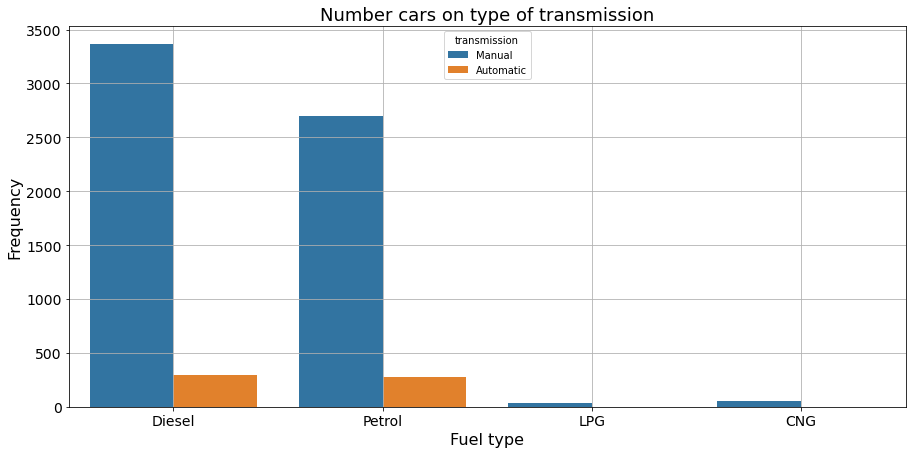 Number cars on type of transmission
transmission
Manual
Automatic
Frequency
3500
3000
2500
2000
1500
1000
500
0
Diesel Petrol LPG CNG
Fuel type